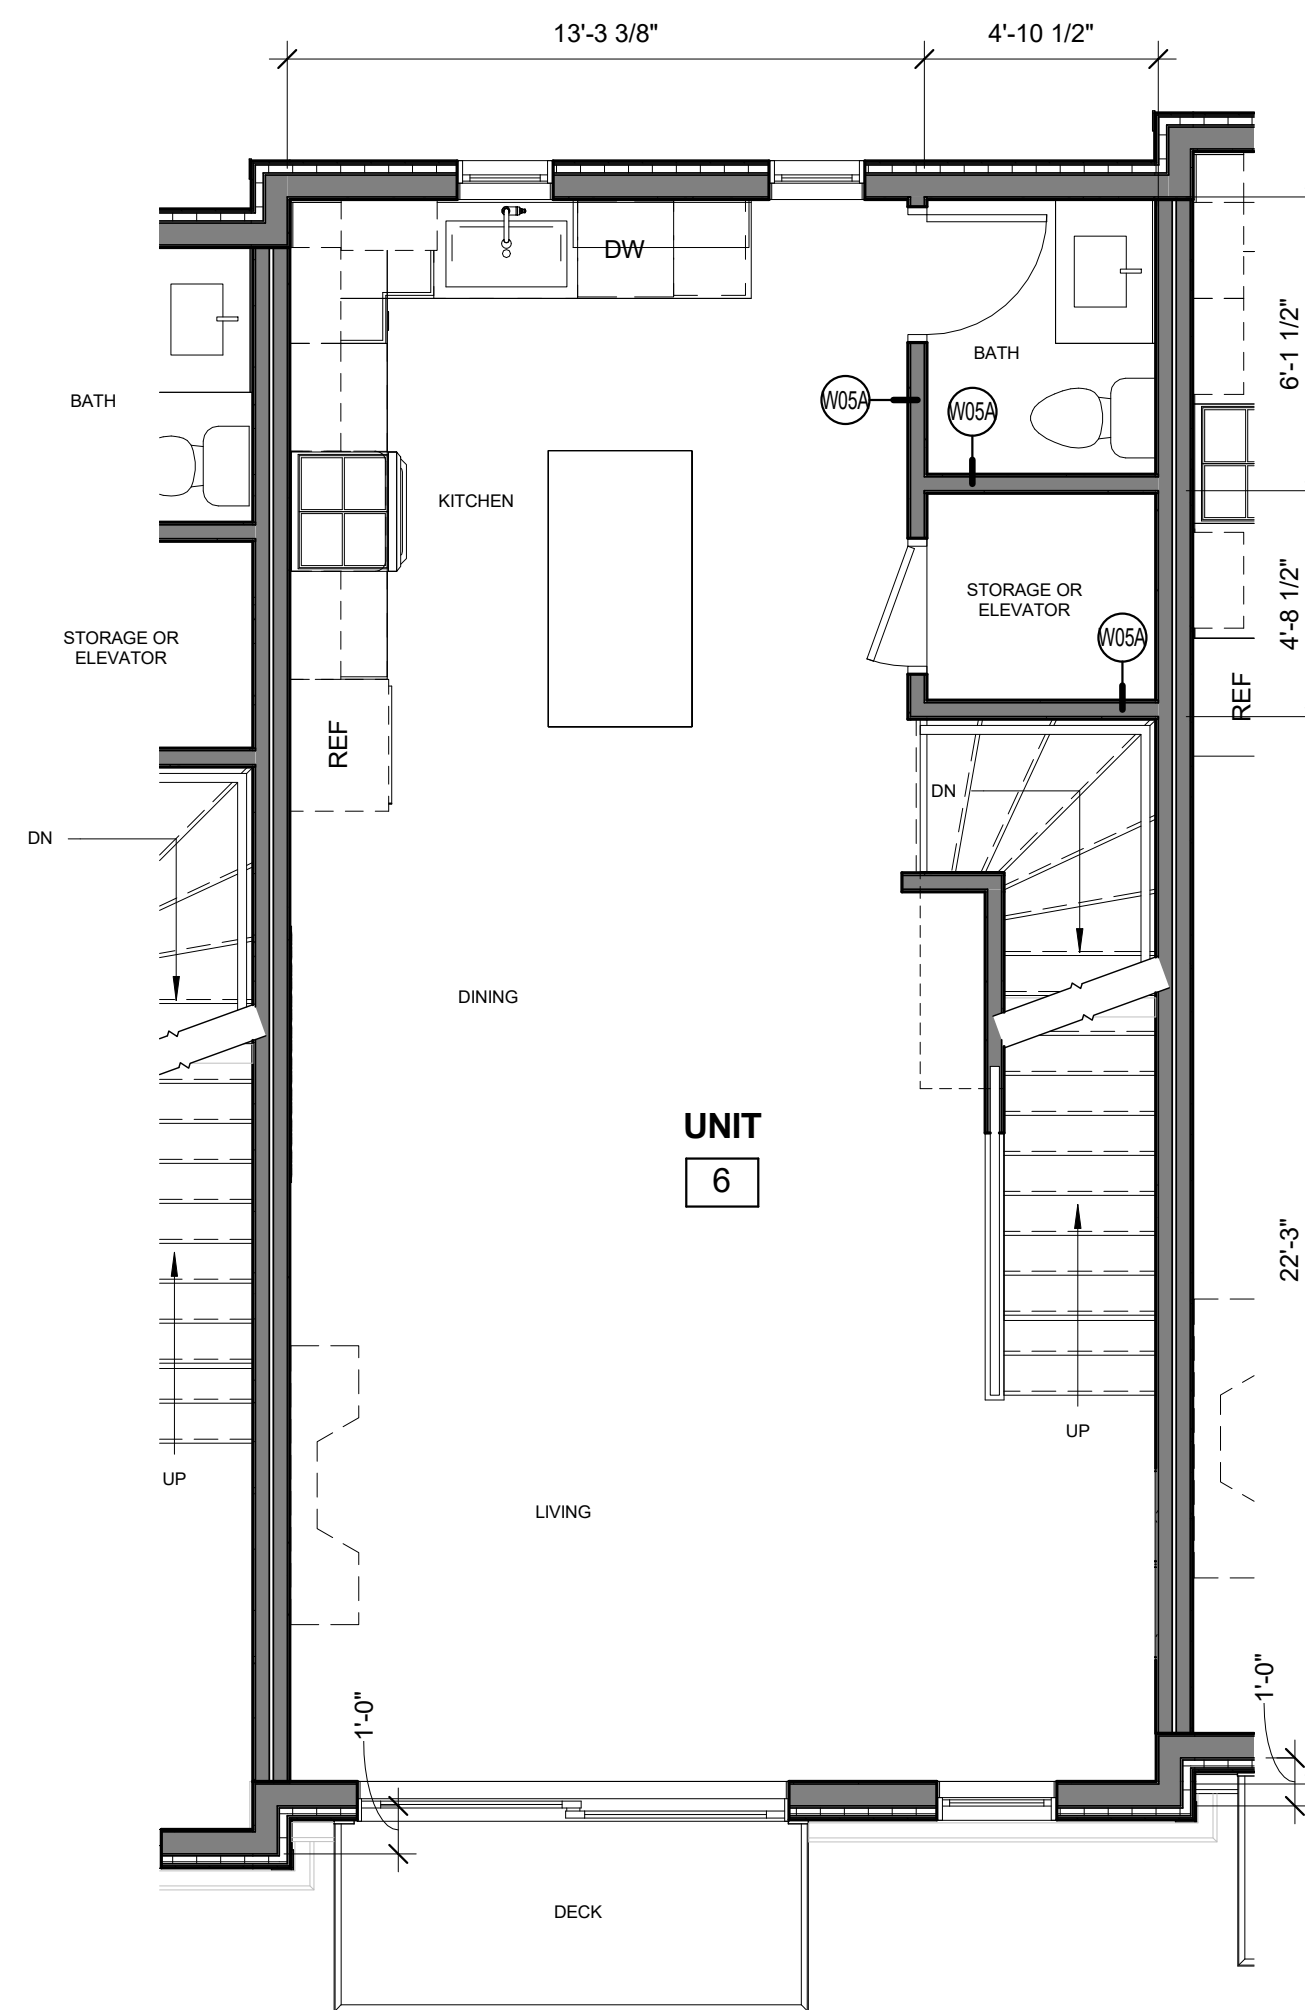 13'-3 3/8"
4'-10 1/2"
DW
BATH
6'-1 1/2"
BATH
W05A
W05A
KITCHEN
STORAGE OR
ELEVATOR
4'-8 1/2"
STORAGE OR
ELEVATOR
W05A
REF
REF
DN
DN
DINING
UNIT
6
22'-3"
UP
UP
LIVING
1'-0"
1'-0"
DECK